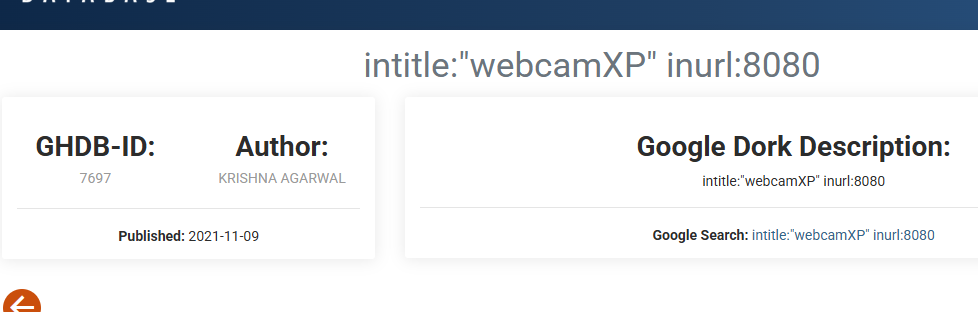 DATABASE
intitle:"webcamXP" inurl:8080
GHDB-ID:
7697
Author:
KRISHNA AGARWAL
Published: 2021-11-09
Google Dork Description:
intitle:"webcamXP" inurl:8080
Google Search: intitle:"webcamXP" inurl:8080